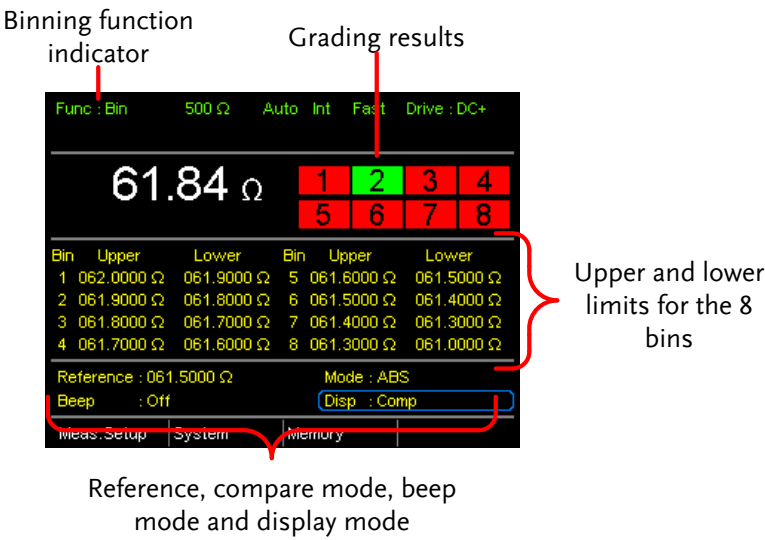 Binning function
indicator
Grading results
Func : Bin 500 Ω Auto Int Fast Drive : DC+
61.84 Ω
1 2 3 4
5 6 7 8
Bin Upper Lower Bin Upper Lower
1 062.0000 Ω 061.9000 Ω 5 061.6000 Ω 061.5000 Ω
2 061.9000 Ω 061.8000 Ω 6 061.5000 Ω 061.4000 Ω
3 061.8000 Ω 061.7000 Ω 7 061.4000 Ω 061.3000 Ω
4 061.7000 Ω 061.6000 Ω 8 061.3000 Ω 061.0000 Ω
Upper and lower
limits for the 8
bins
Reference : 061.5000 Ω Mode : ABS
Beep : Off Disp : Comp
Meas.Setup System Memory
Reference, compare mode, beep
mode and display mode